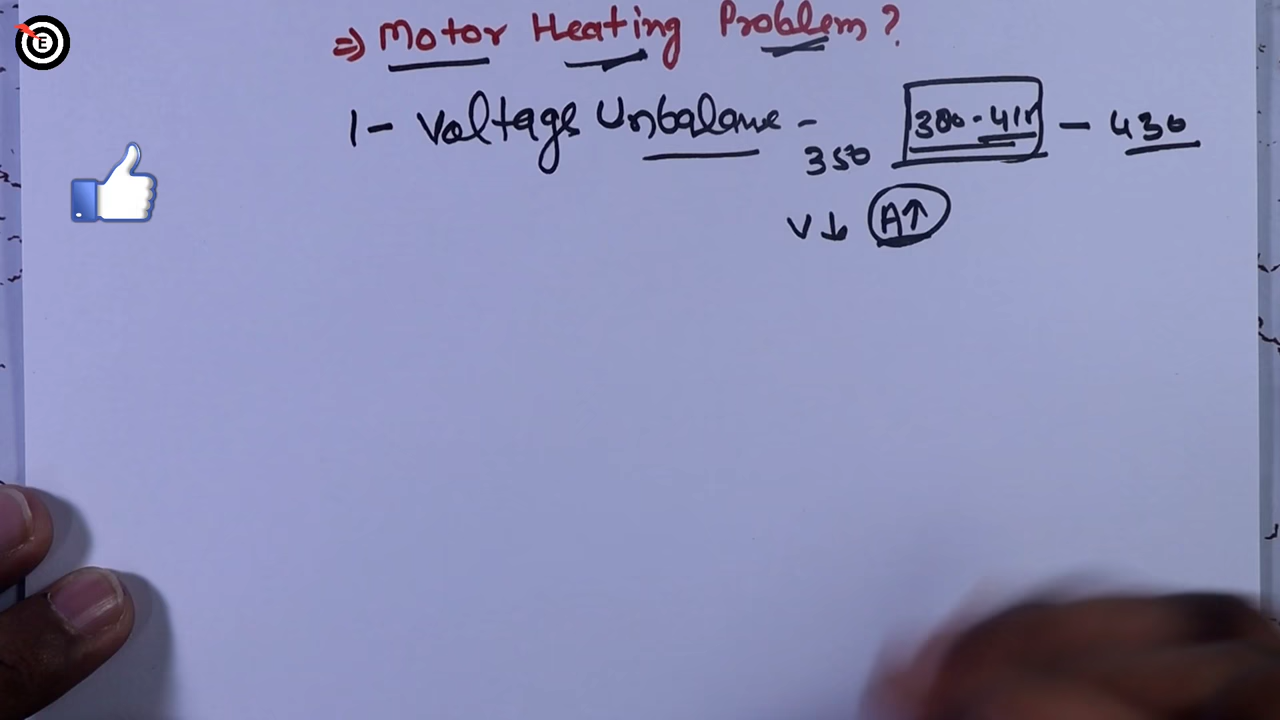 ⇒ Motor Heating Problem?
1- Voltage Unbalance - 350 380-415 - 430
V↓ A↑
E